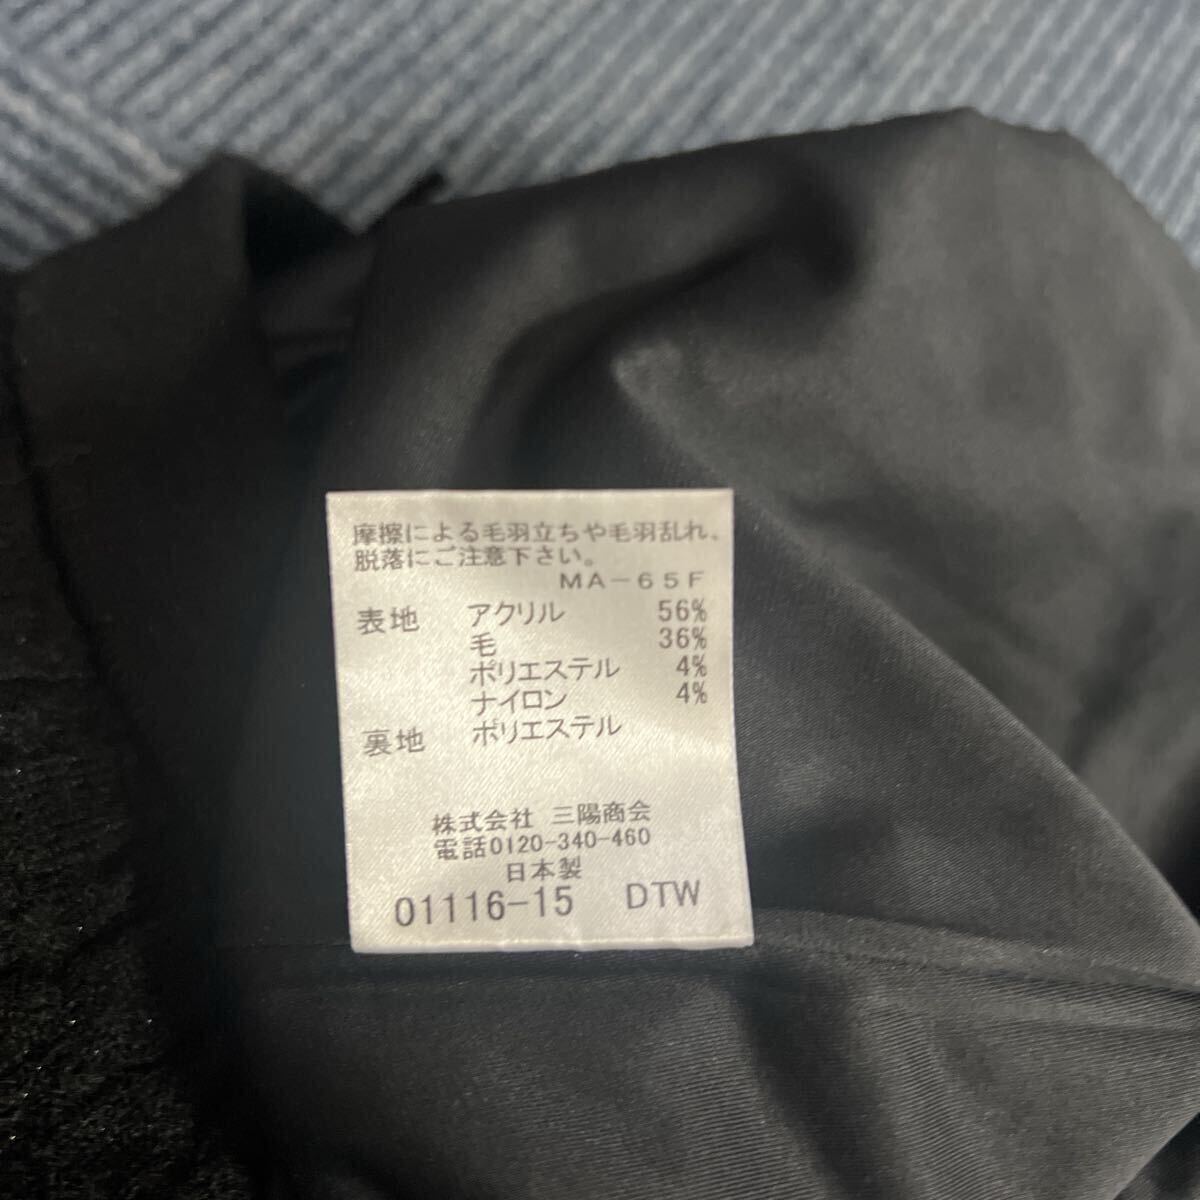 摩擦による毛羽立ちや毛羽乱れ、
脱落にご注意下さい。
MA-65F
表地 アクリル 56%
毛 36%
ポリエステル 4%
ナイロン 4%
裏地 ポリエステル
株式会社 三陽商会
電話0120-340-460
日本製
01116-15 DTW